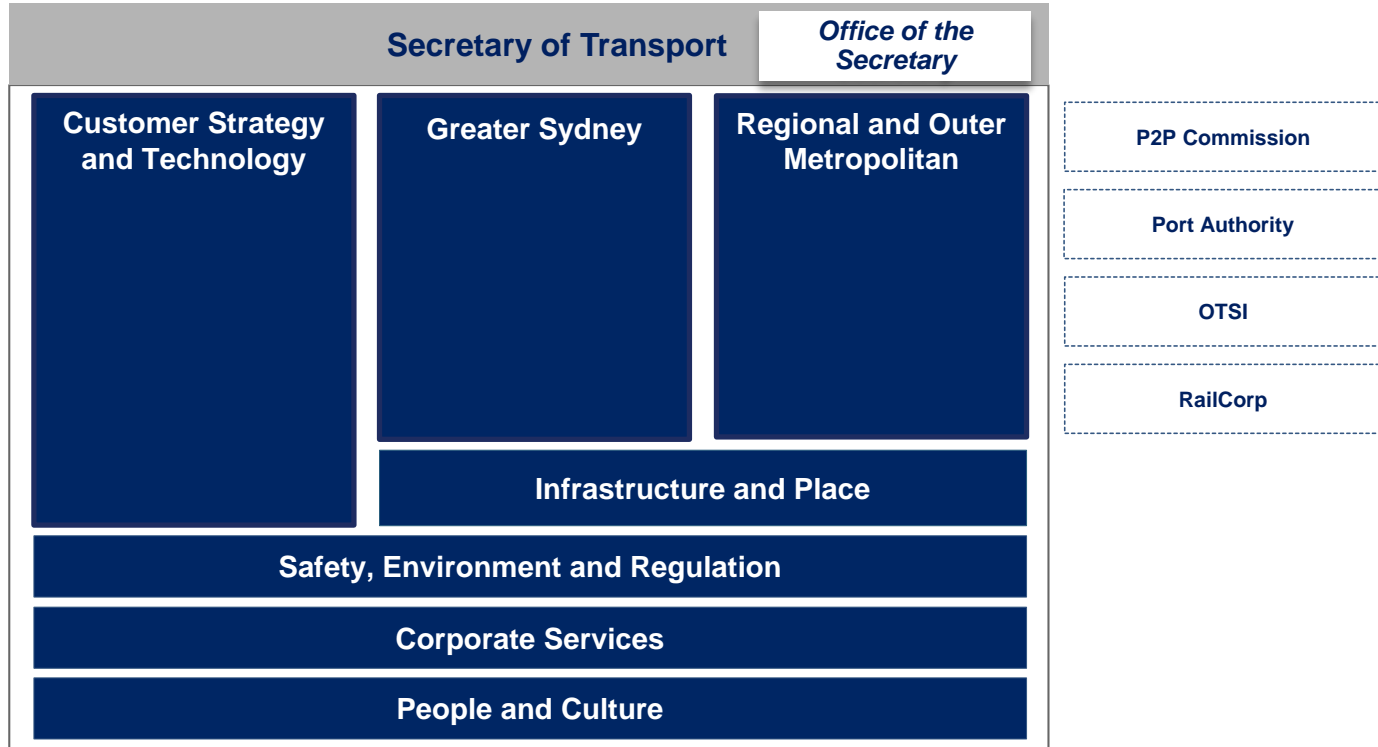 Secretary of Transport
Office of the
Secretary
Customer Strategy
and Technology
Greater Sydney
Regional and Outer
Metropolitan
Infrastructure and Place
Safety, Environment and Regulation
Corporate Services
People and Culture
P2P Commission
Port Authority
OTSI
RailCorp